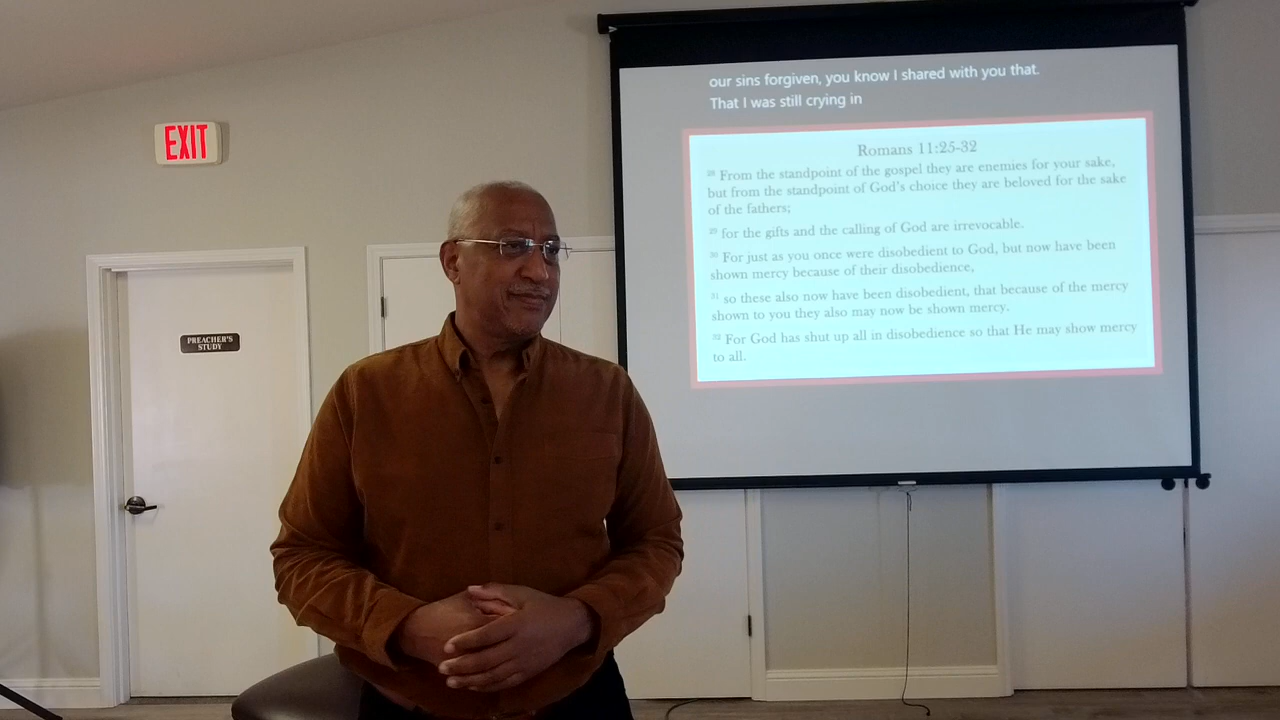 our sins forgiven, you know I shared with you that.
That I was still crying in
EXIT
Romans 11:25-32
28 From the standpoint of the gospel they are enemies for your sake,
but from the standpoint of God's choice they are beloved for the sake
of the fathers;
29 for the gifts and the calling of God are irrevocable.
30 For just as you once were disobedient to God, but now have been
shown mercy because of their disobedience,
31 so these also now have been disobedient, that because of the mercy
shown to you they also may now be shown mercy.
32 For God has shut up all in disobedience so that He may show mercy
to all.
PREACHER'S
STUDY